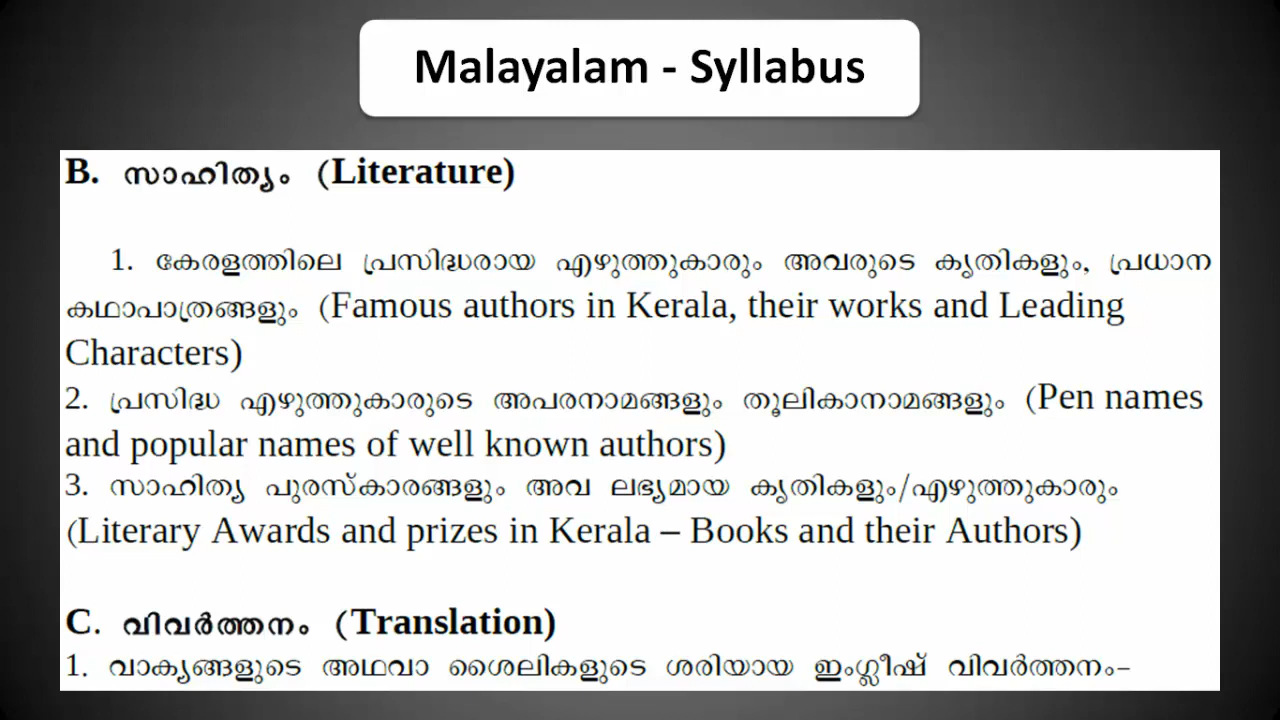 Malayalam - Syllabus
B. സാഹിത്യം (Literature)
1. കേരളത്തിലെ പ്രസിദ്ധരായ എഴുത്തുകാരും അവരുടെ കൃതികളും, പ്രധാന
കഥാപാത്രങ്ങളും (Famous authors in Kerala, their works and Leading
Characters)
2. പ്രസിദ്ധ എഴുത്തുകാരുടെ അപരനാമങ്ങളും തൂലികാനാമങ്ങളും (Pen names
and popular names of well known authors)
3. സാഹിത്യ പുരസ്കാരങ്ങളും അവ ലഭ്യമായ കൃതികളും/എഴുത്തുകാരും
(Literary Awards and prizes in Kerala – Books and their Authors)
C. വിവർത്തനം (Translation)
1. വാക്യങ്ങളുടെ അഥവാ ശൈലികളുടെ ശരിയായ ഇംഗ്ലീഷ് വിവർത്തനം–